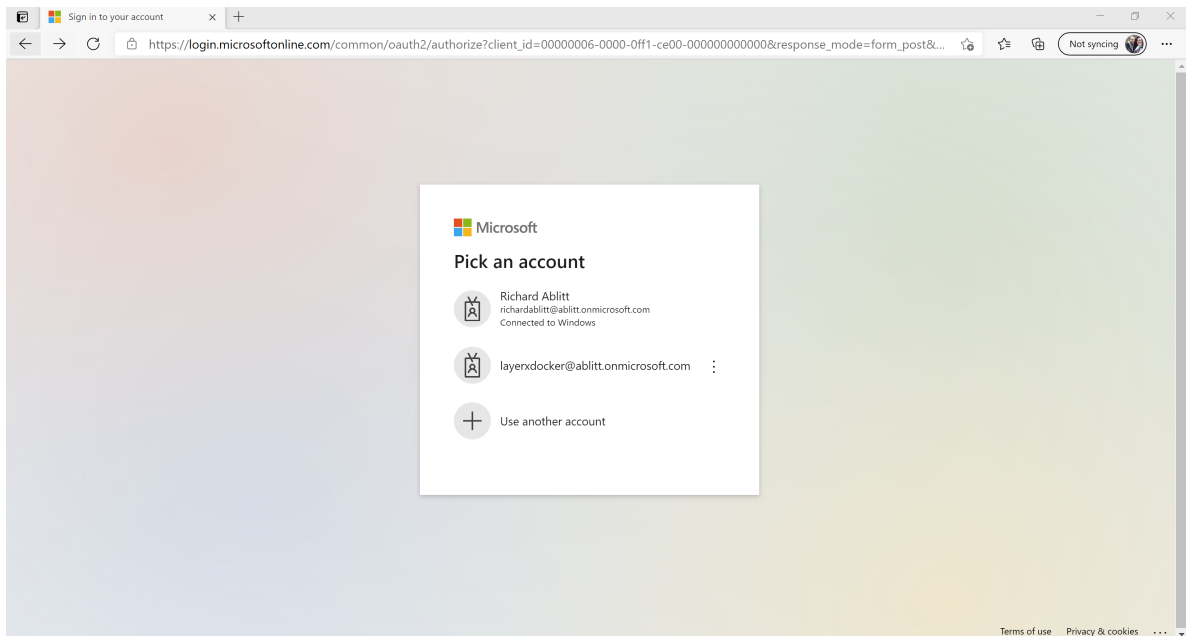 Sign in to your account
https://login.microsoftonline.com/common/oauth2/authorize?client_id=00000006-0000-0ff1-ce00-000000000000&response_mode=form_post&...
Not syncing
Microsoft
Pick an account
Richard Ablitt
richardablitt@ablitt.onmicrosoft.com
Connected to Windows
layerxdocker@ablitt.onmicrosoft.com
Use another account
Terms of use Privacy & cookies ...